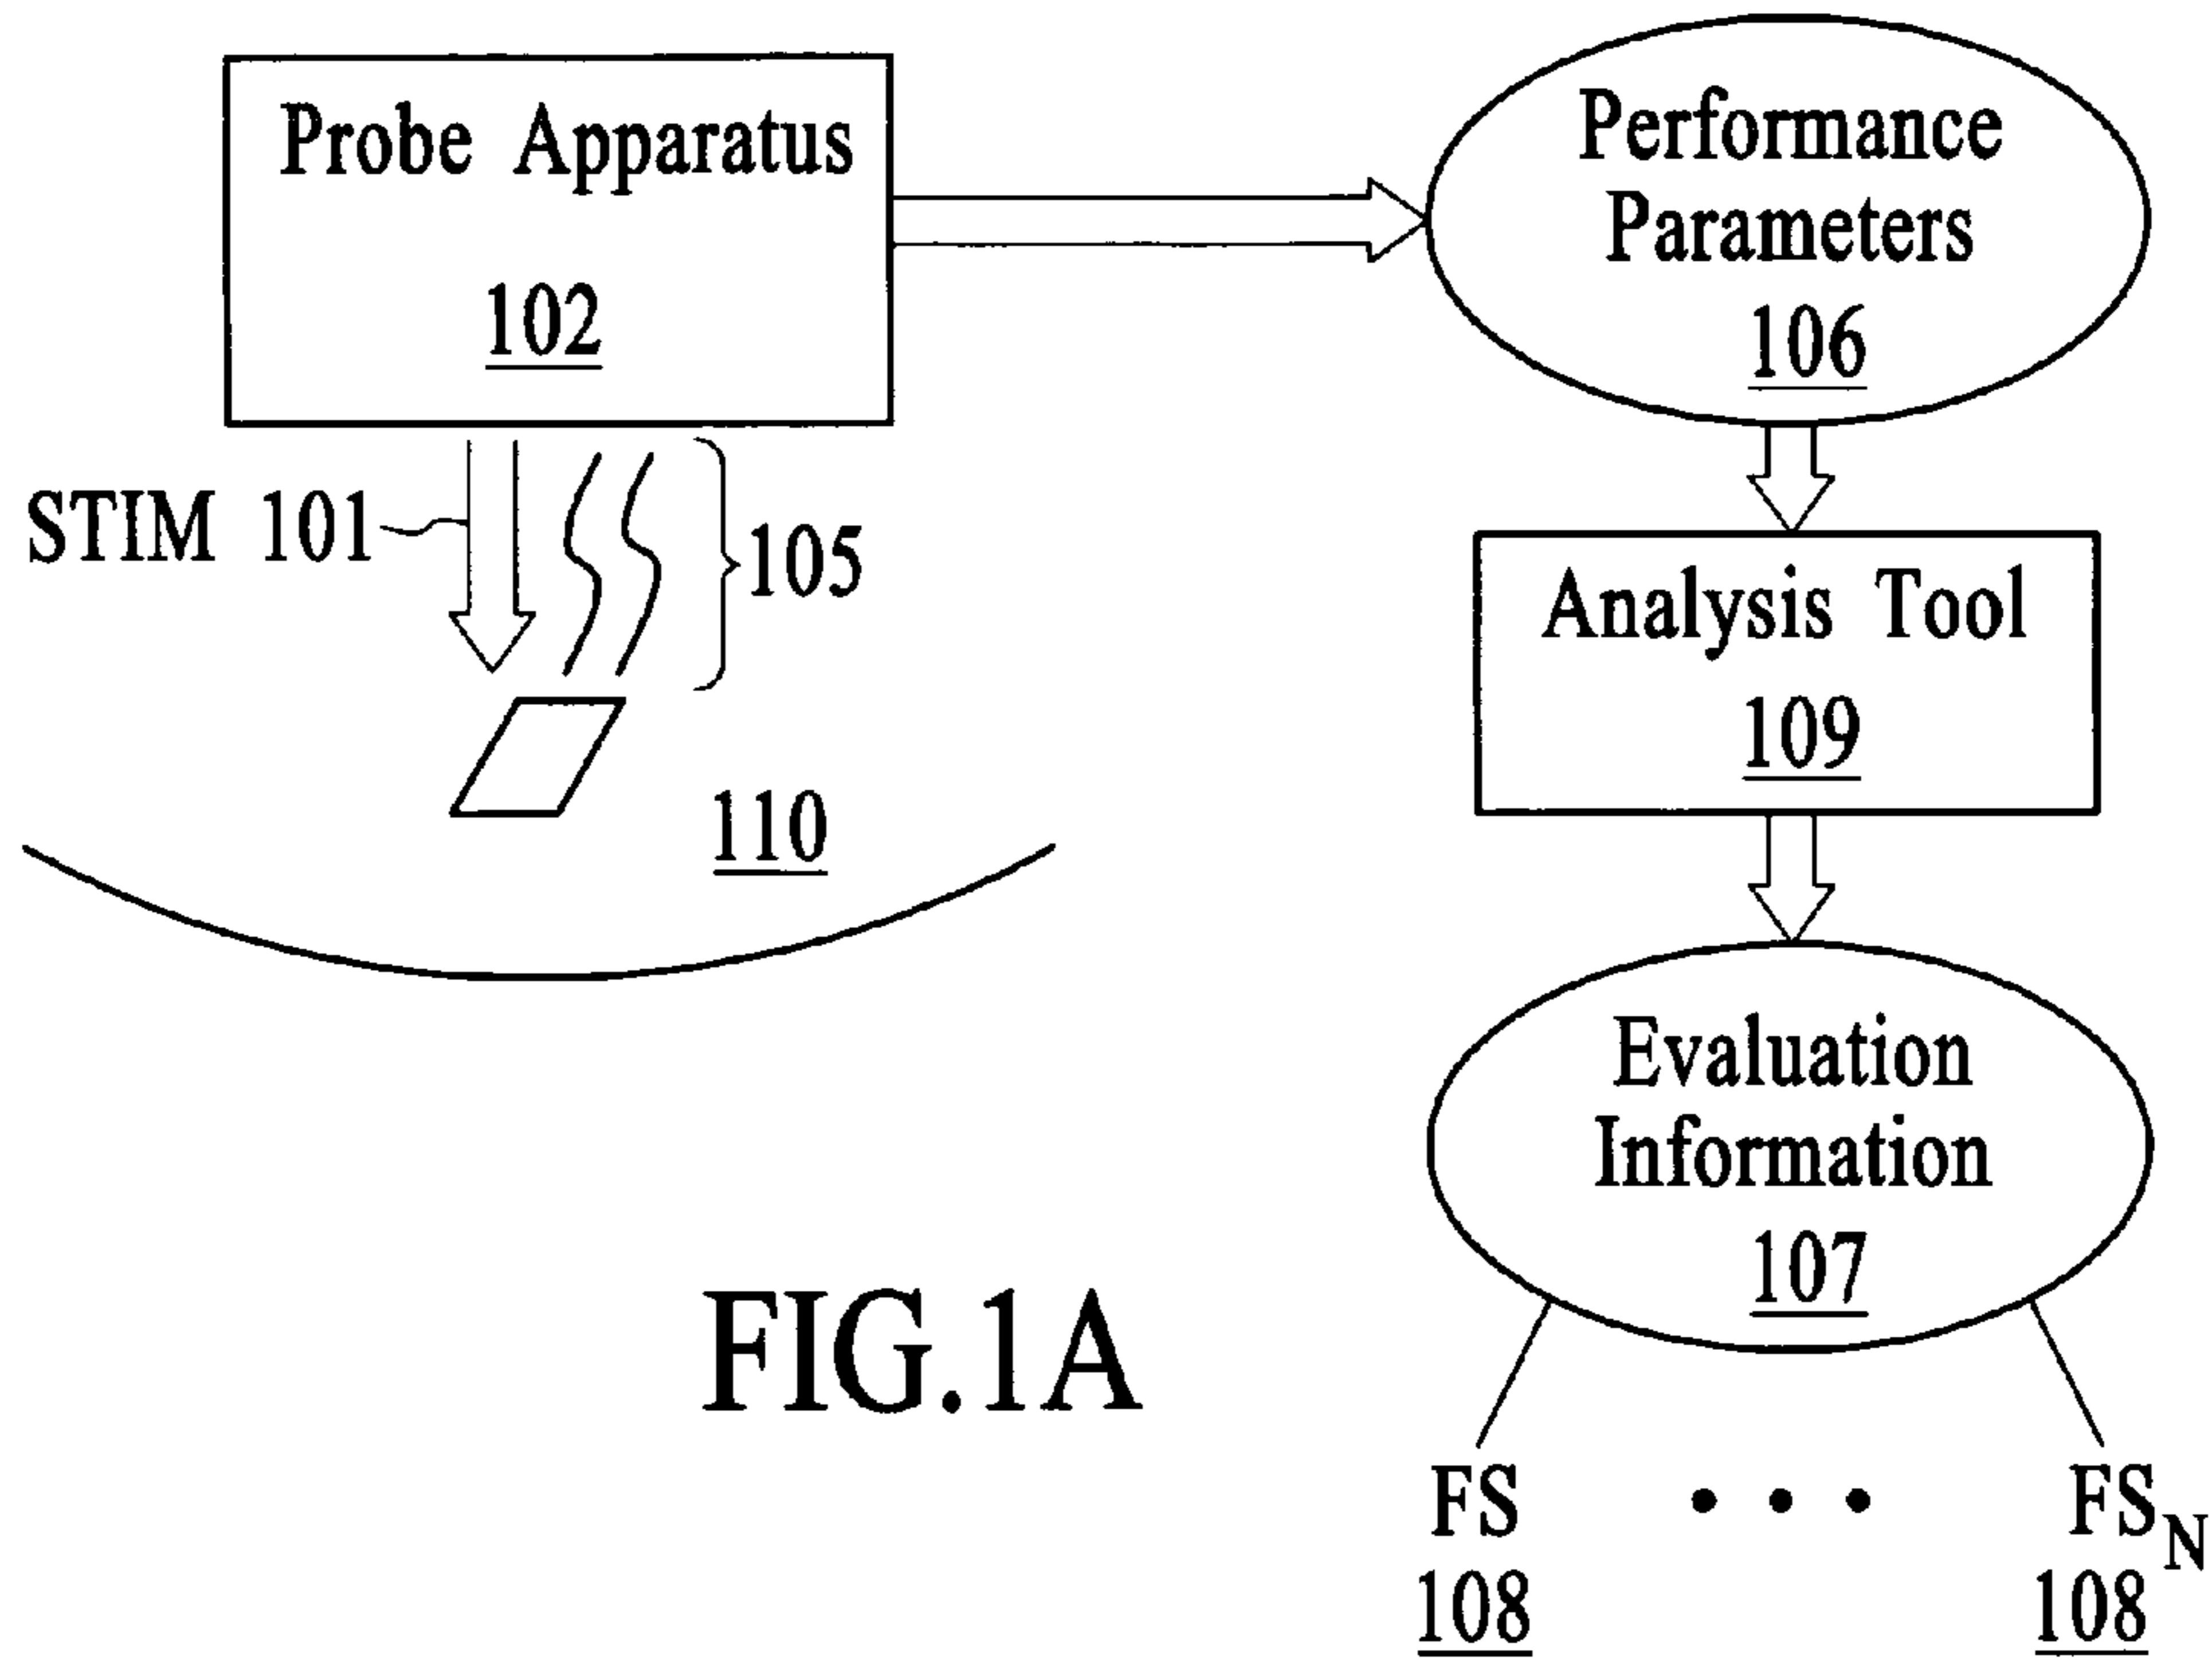 Probe Apparatus
102
STIM 101
105
110
Performance
Parameters
106
Analysis Tool
109
Evaluation
Information
107
FS • • • FS_N
108 108
FIG.1A